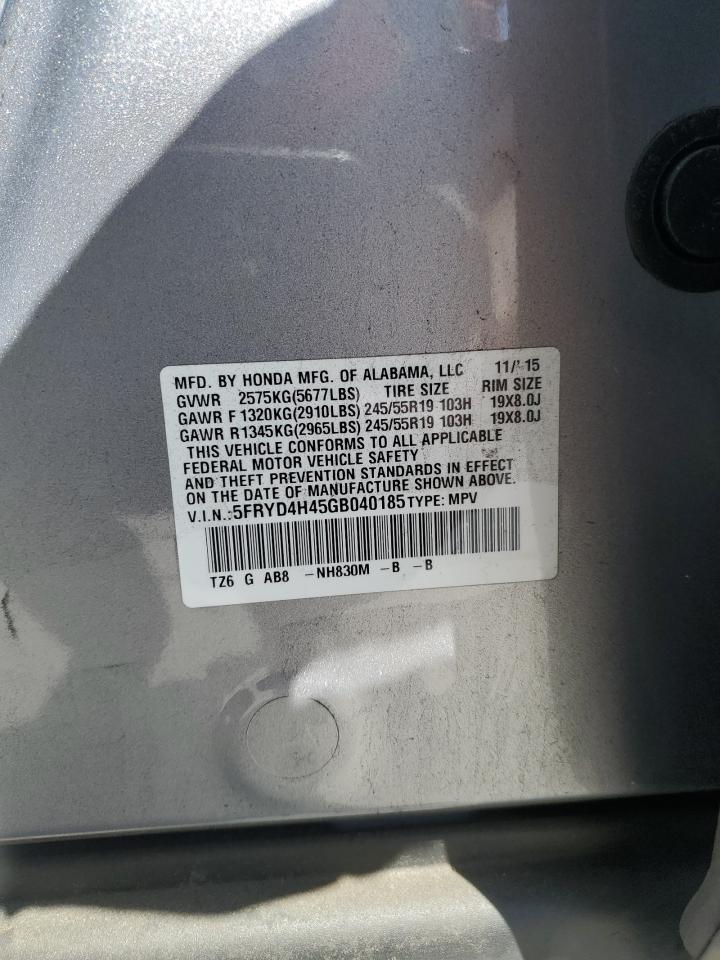 MFD. BY HONDA MFG. OF ALABAMA, LLC 11/'15
GVWR 2575KG(5677LBS) TIRE SIZE RIM SIZE
GAWR F 1320KG(2910LBS) 245/55R19 103H 19X8.0J
GAWR R1345KG(2965LBS) 245/55R19 103H 19X8.0J
THIS VEHICLE CONFORMS TO ALL APPLICABLE
FEDERAL MOTOR VEHICLE SAFETY
AND THEFT PREVENTION STANDARDS IN EFFECT
ON THE DATE OF MANUFACTURE SHOWN ABOVE.
V.I.N.:5FRYD4H45GB040185 TYPE: MPV
TZ6 G AB8 -NH830M -B -B